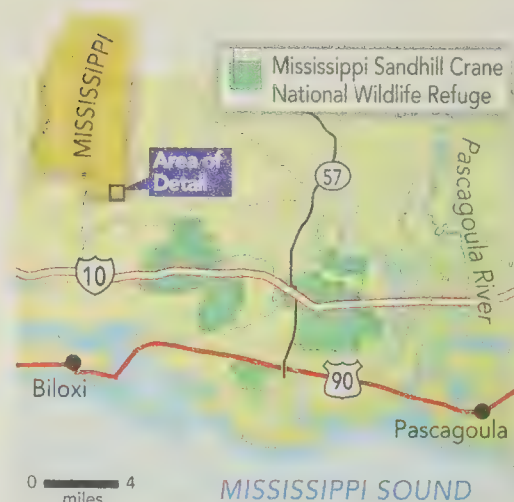 MISSISSIPPI
Mississippi Sandhill Crane
National Wildlife Refuge
Area of
Detail
57
Pascagoula River
10
Biloxi
90
Pascagoula
0 4
miles
MISSISSIPPI SOUND